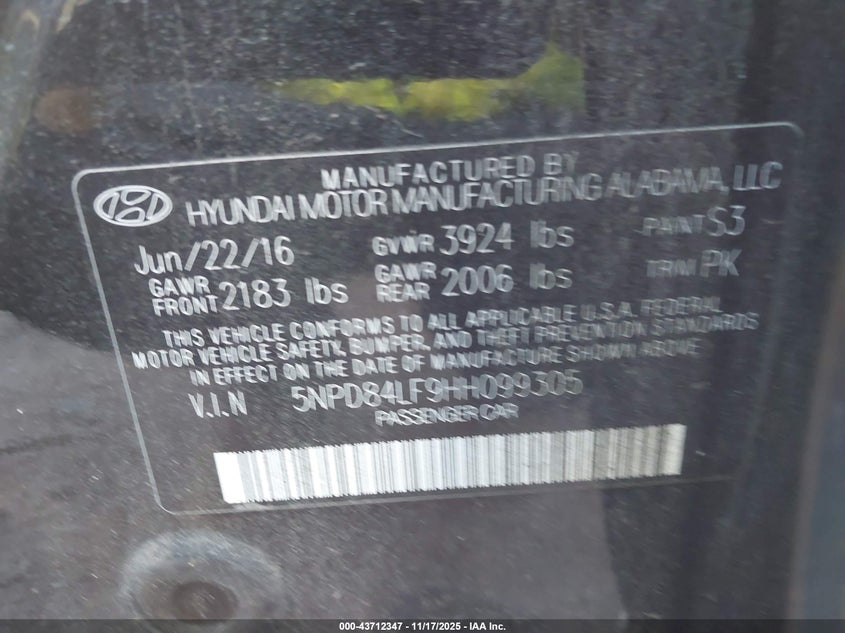 MANUFACTURED BY
HYUNDAI MOTOR MANUFACTURING ALABAMA, LLC
Jun/22/16 GVWR 3924 lbs PAINT S3
GAWR FRONT 2183 lbs GAWR REAR 2006 lbs TRIM PK
THIS VEHICLE CONFORMS TO ALL APPLICABLE U.S.A. FEDERAL
MOTOR VEHICLE SAFETY, BUMPER, AND THEFT PREVENTION STANDARDS
IN EFFECT ON THE DATE OF MANUFACTURE SHOWN ABOVE
V.I.N 5NPD84LF9HH099305
PASSENGER CAR
000-43712347 - 11/17/2025 - IAA Inc.